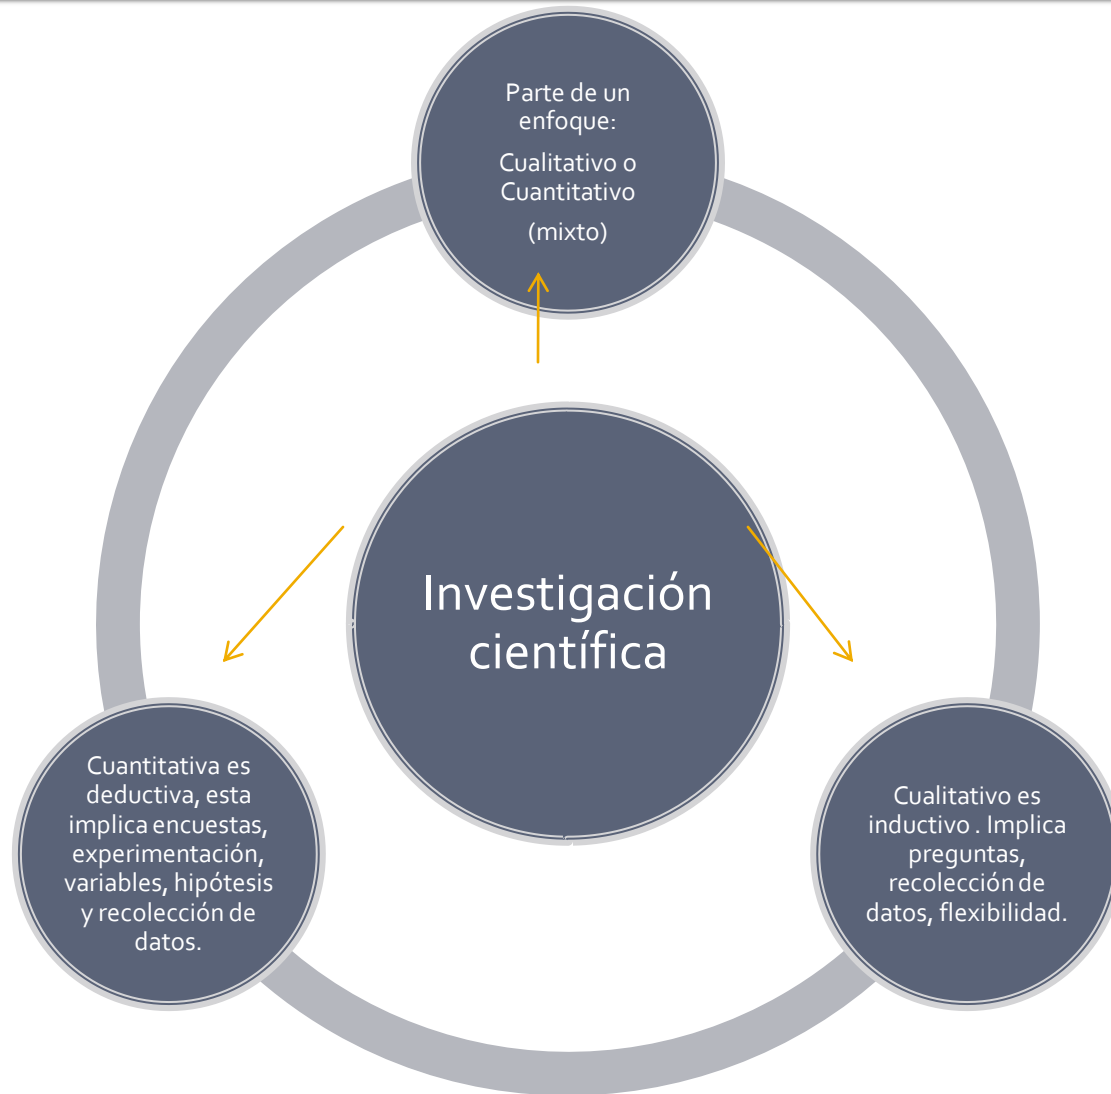 Parte de un
enfoque:
Cualitativo o
Cuantitativo
(mixto)
Investigación
científica
Cuantitativa es
deductiva, esta
implica encuestas,
experimentación,
variables, hipótesis
y recolección de
datos.
Cualitativo es
inductivo . Implica
preguntas,
recolección de
datos, flexibilidad.